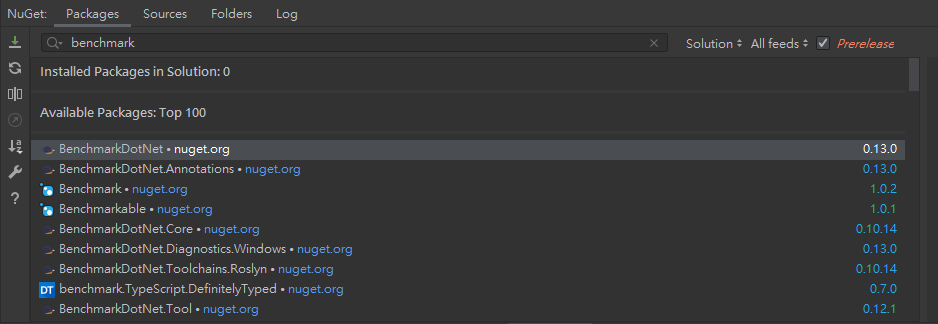 NuGet: Packages Sources Folders Log
benchmark Solution All feeds Prerelease
Installed Packages in Solution: 0
Available Packages: Top 100
BenchmarkDotNet • nuget.org 0.13.0
BenchmarkDotNet.Annotations • nuget.org 0.13.0
Benchmark • nuget.org 1.0.2
Benchmarkable • nuget.org 1.0.1
BenchmarkDotNet.Core • nuget.org 0.10.14
BenchmarkDotNet.Diagnostics.Windows • nuget.org 0.13.0
BenchmarkDotNet.Toolchains.Roslyn • nuget.org 0.10.14
DT benchmark.TypeScript.DefinitelyTyped • nuget.org 0.7.0
BenchmarkDotNet.Tool • nuget.org 0.12.1